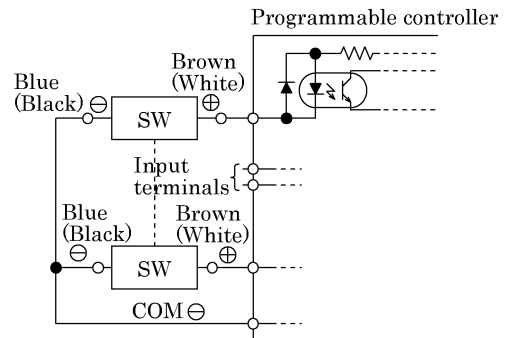 Programmable controller
Brown
(White)
Blue
(Black)
⊖
⊕
SW
Input
terminals
Blue
(Black)
⊖
Brown
(White)
⊕
SW
COM ⊖